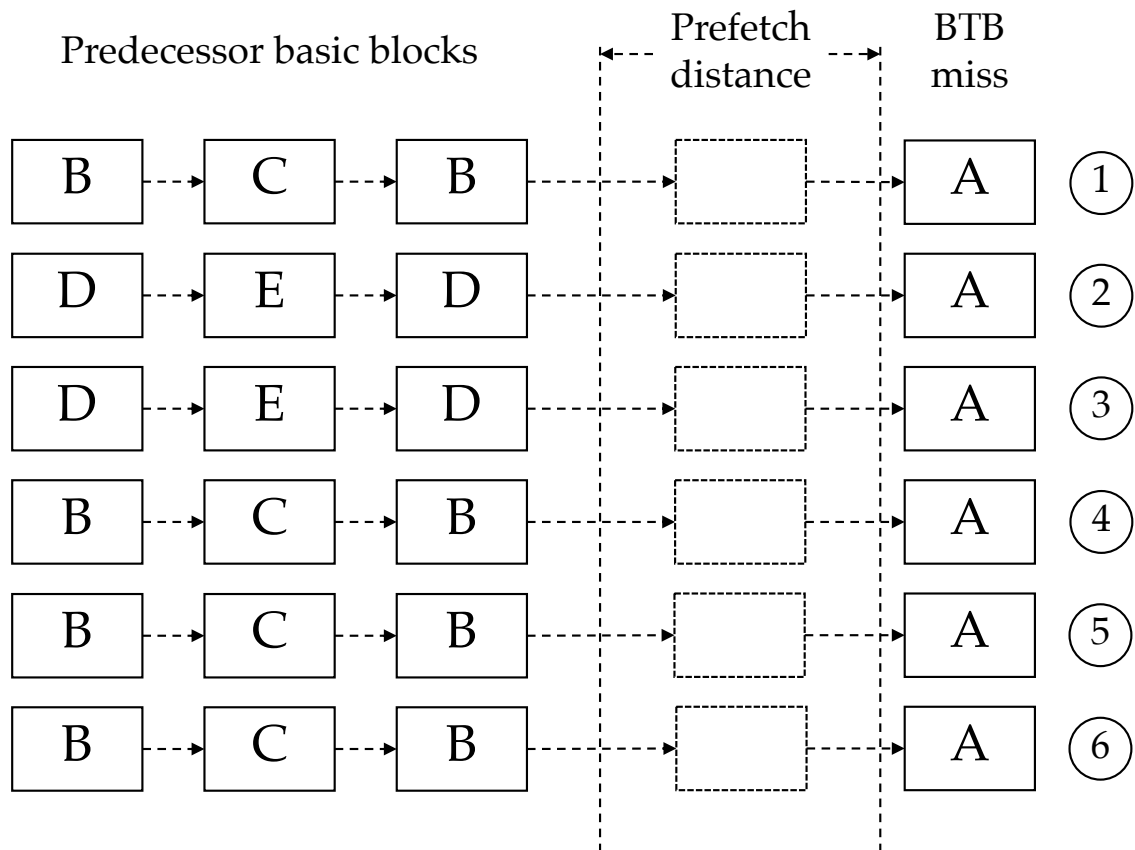 Predecessor basic blocks
Prefetch
distance
BTB
miss
B C B A 1
D E D A 2
D E D A 3
B C B A 4
B C B A 5
B C B A 6